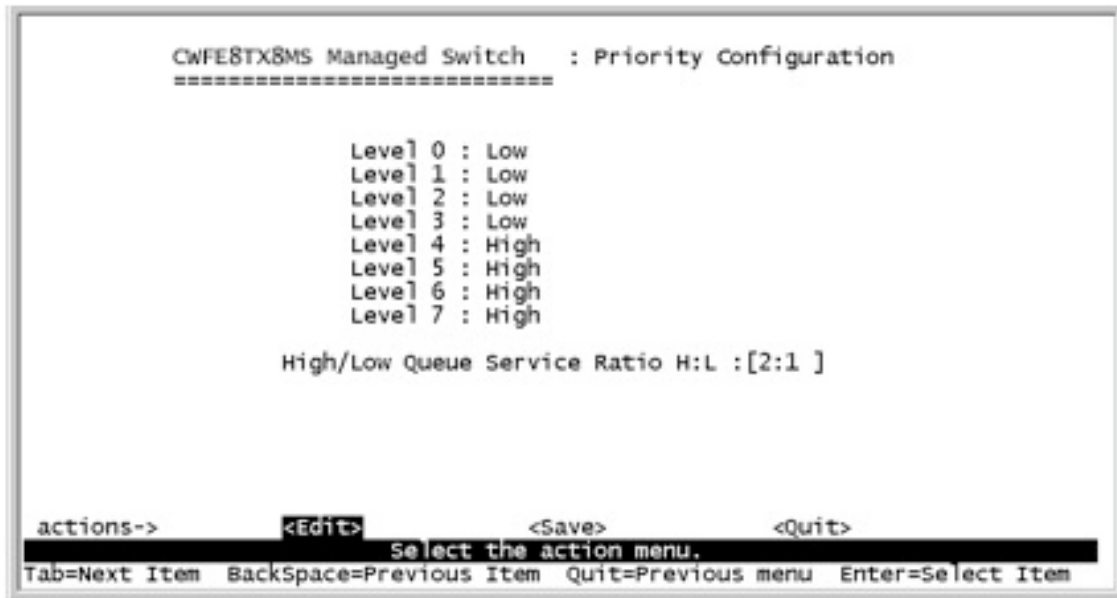 CWFE8TX8MS Managed Switch : Priority Configuration
============================
Level 0 : Low
Level 1 : Low
Level 2 : Low
Level 3 : Low
Level 4 : High
Level 5 : High
Level 6 : High
Level 7 : High
High/Low Queue Service Ratio H:L :[2:1 ]
actions-> <Edit> <Save> <Quit>
Select the action menu.
Tab=Next Item BackSpace=Previous Item Quit=Previous menu Enter=Select Item